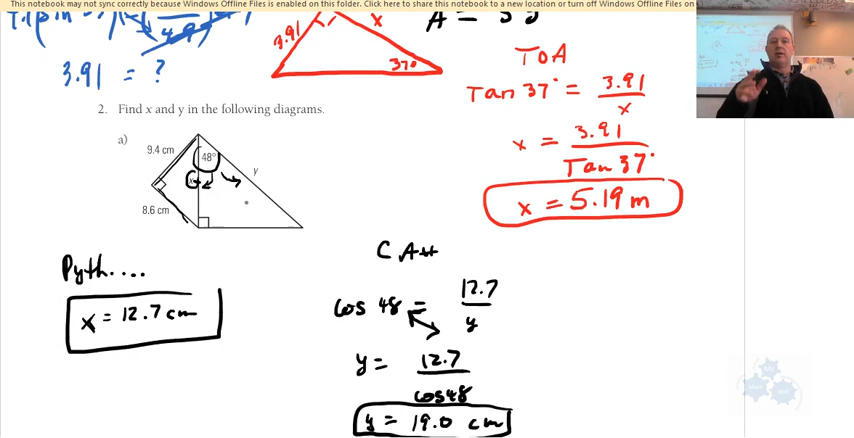 This notebook may not sync correctly because Windows Offline Files is enabled on this folder. Click here to share this notebook to a new location or turn off Windows Offline Files on
3.91 = ?
3.91
x
37°
TOA
Tan 37° = 3.91 / x
x = 3.91 / Tan 37°
x = 5.19 m
2. Find x and y in the following diagrams.
a)
9.4 cm
48°
y
x
8.6 cm
Pyth....
x = 12.7 cm
CAH
cos 48 = 12.7 / y
y = 12.7 / cos48
y = 19.0 cm